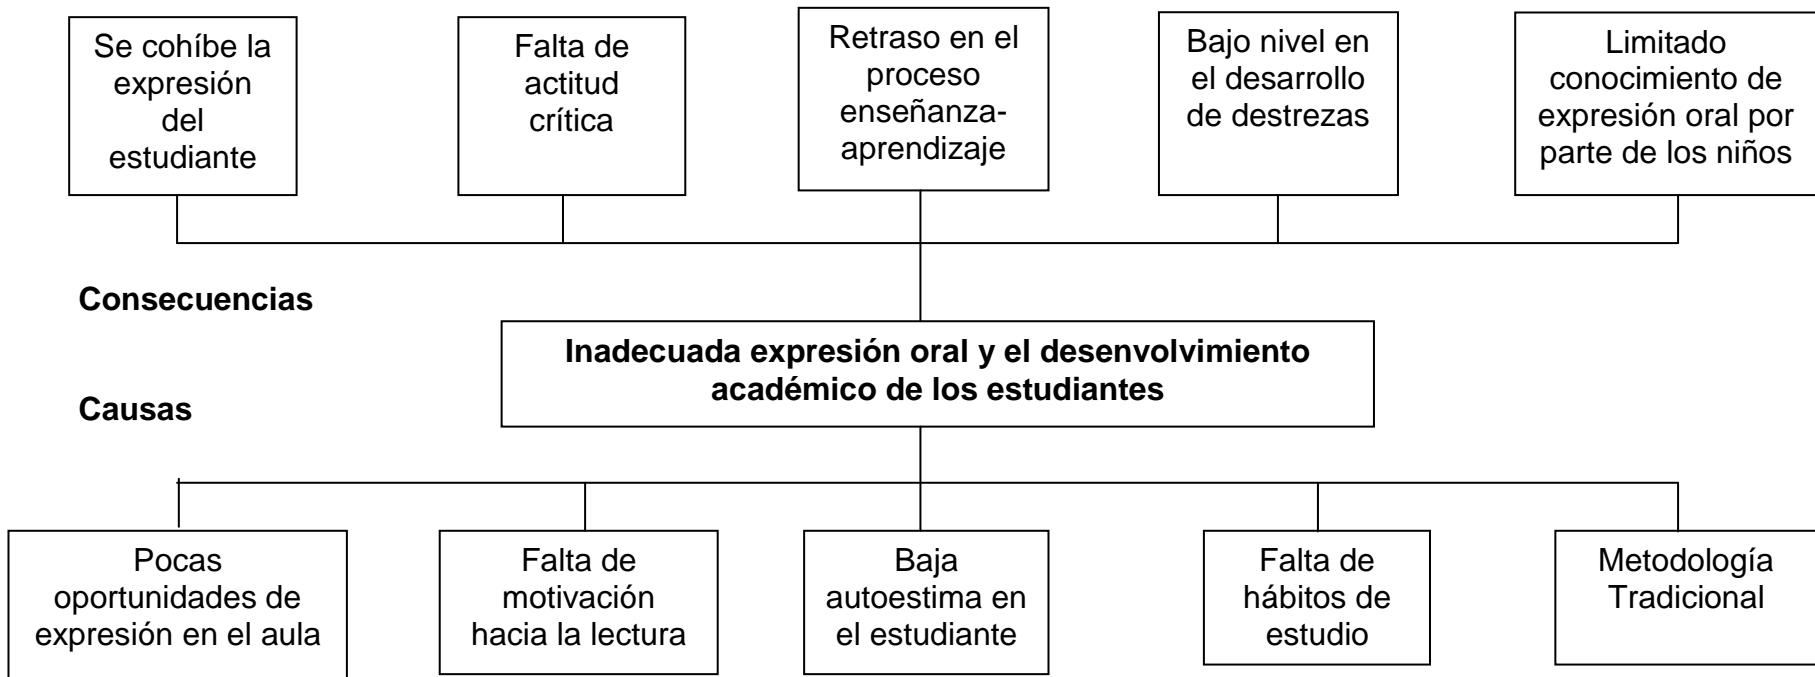 Se cohíbe la
expresión
del
estudiante
Falta de
actitud
crítica
Retraso en el
proceso
enseñanza-
aprendizaje
Bajo nivel en
el desarrollo
de destrezas
Limitado
conocimiento de
expresión oral por
parte de los niños
Consecuencias
Inadecuada expresión oral y el desenvolvimiento
académico de los estudiantes
Causas
Pocas
oportunidades de
expresión en el aula
Falta de
motivación
hacia la lectura
Baja
autoestima en
el estudiante
Falta de
hábitos de
estudio
Metodología
Tradicional